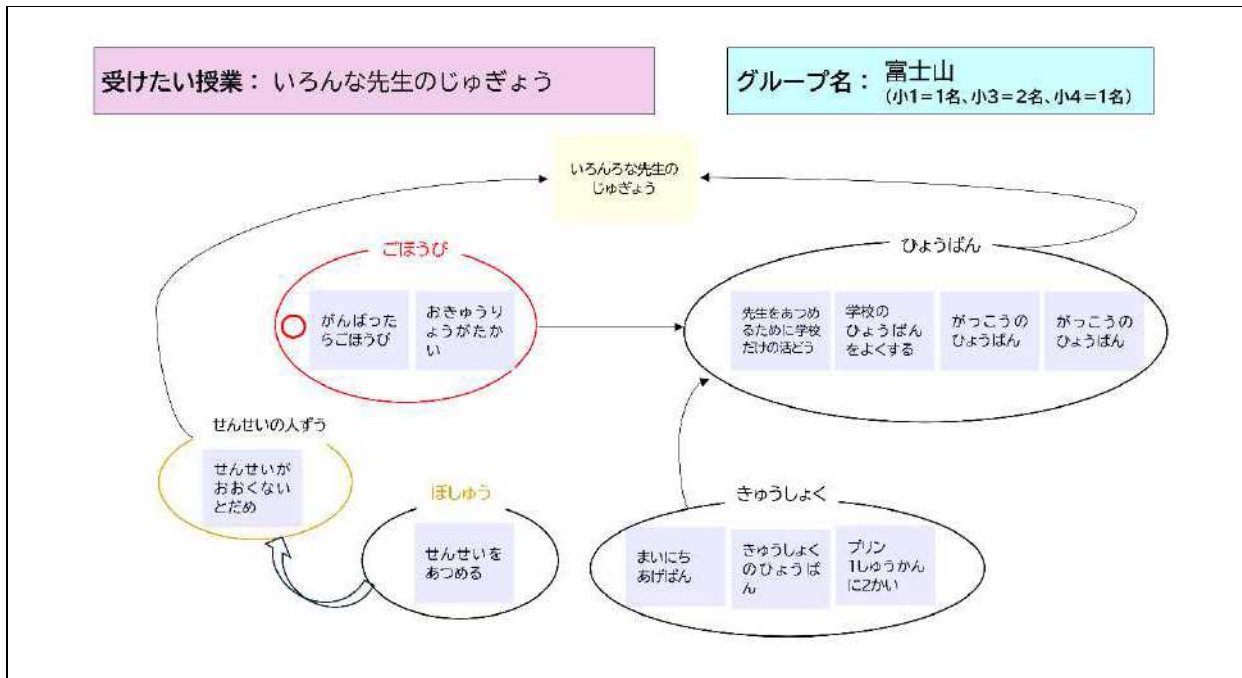 受けたい授業： いろんな先生のじゅぎょう
グループ名： 富士山
（小1＝1名、小3＝2名、小4＝1名）
いろんろな先生の
じゅぎょう
ごほうび
がんばった
らごほうび
おきゅうり
ょうがたか
い
ひょうばん
先生をあつめ
るために学校
だけの活どう
学校の
ひょうばん
をよくする
がっこうの
ひょうばん
がっこうの
ひょうばん
せんせいの人ずう
せんせいが
おおくない
とだめ
ぼしゅう
せんせいを
あつめる
きゅうしょく
まいにち
あげぱん
きゅうしょく
のひょうば
ん
プリン
1しゅうかん
に2かい